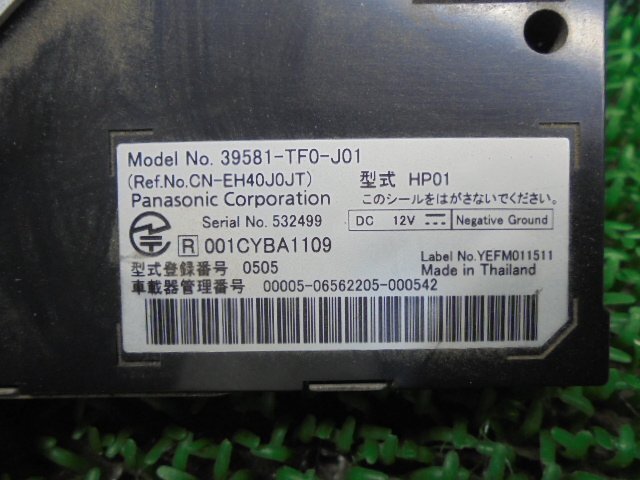 Model No. 39581-TF0-J01
(Ref.No.CN-EH40J0JT) 型式 HP01
Panasonic Corporation このシールをはがさないでください。
Serial No. 532499 DC 12V ⎓ Negative Ground
R 001CYBA1109
Label No.YEFM011511
型式登録番号 0505 Made in Thailand
車載器管理番号 00005-06562205-000542